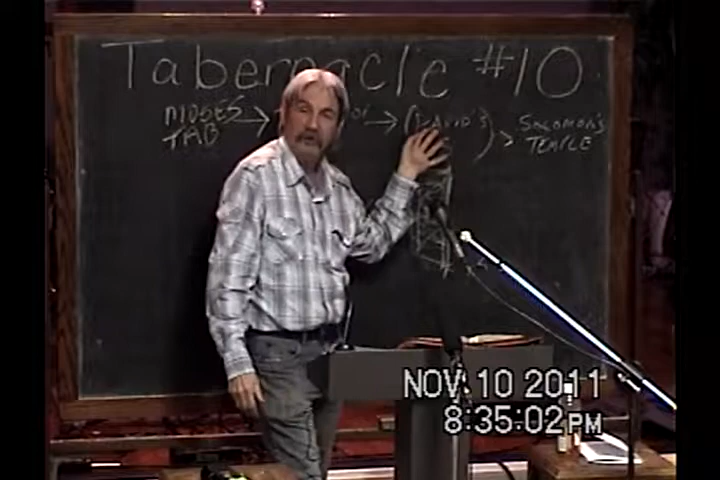 Tabernacle #10
MOSES → → (DAVID'S) > SOLOMON'S
TAB TEMPLE
NOV. 10 2011
8:35:02 PM